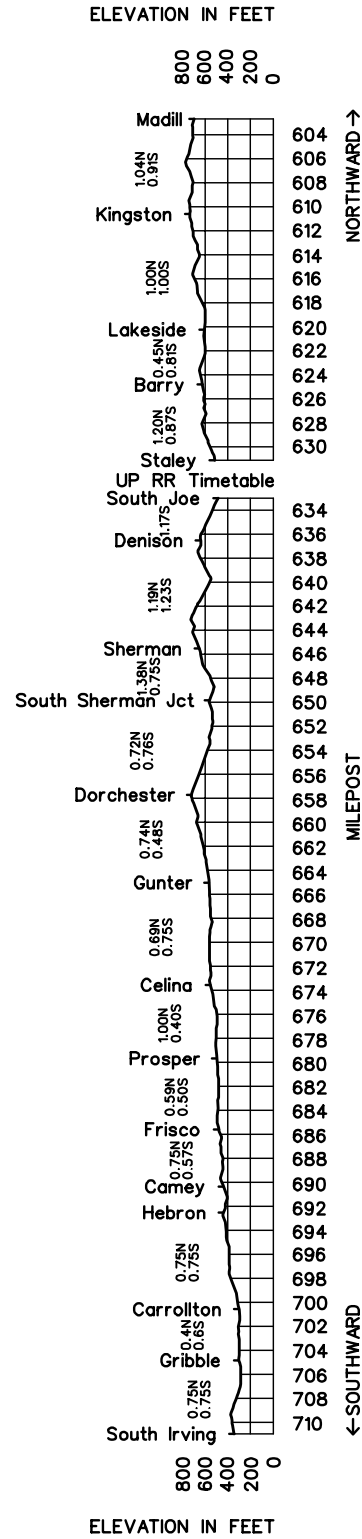 ELEVATION IN FEET
800
600
400
200
0
Madill
604
1.04N
0.91S
606
608
Kingston
610
612
614
1.00N
1.00S
616
618
Lakeside
620
0.45N
0.81S
622
624
Barry
626
1.20N
0.87S
628
630
Staley
NORTHWARD →
UP RR Timetable
South Joe
634
1.17S
Denison
636
638
640
1.19N
1.23S
642
644
Sherman
646
1.38N
0.75S
648
South Sherman Jct
650
652
0.72N
0.76S
654
656
Dorchester
658
660
0.74N
0.48S
662
664
Gunter
666
668
0.69N
0.75S
670
672
Celina
674
676
1.00N
0.40S
678
Prosper
680
682
0.59N
0.50S
684
Frisco
686
0.75N
0.57S
688
Camey
690
Hebron
692
694
0.75N
0.75S
696
698
Carrollton
700
702
0.4N
0.6S
704
Gribble
706
0.75N
0.75S
708
South Irving
710
MILEPOST
← SOUTHWARD
800
600
400
200
0
ELEVATION IN FEET